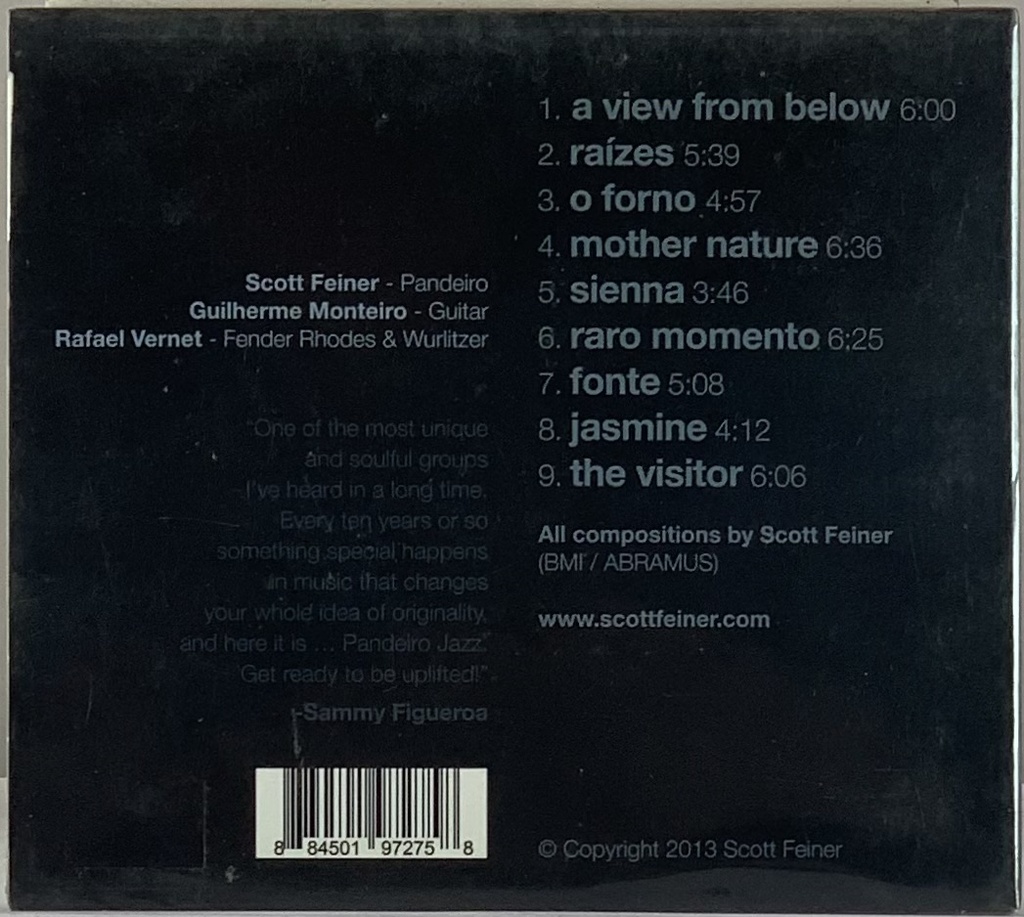 1. a view from below 6:00
2. raízes 5:39
3. o forno 4:57
4. mother nature 6:36
5. sienna 3:46
6. raro momento 6:25
7. fonte 5:08
8. jasmine 4:12
9. the visitor 6:06
All compositions by Scott Feiner
(BMI / ABRAMUS)
www.scottfeiner.com
Scott Feiner - Pandeiro
Guilherme Monteiro - Guitar
Rafael Vernet - Fender Rhodes & Wurlitzer
"One of the most unique
and soulful groups
I've heard in a long time.
Every ten years or so
something special happens
in music that changes
your whole idea of originality,
and here it is ... Pandeiro Jazz.
Get ready to be uplifted!"
-Sammy Figueroa
8 84501 97275 8
© Copyright 2013 Scott Feiner